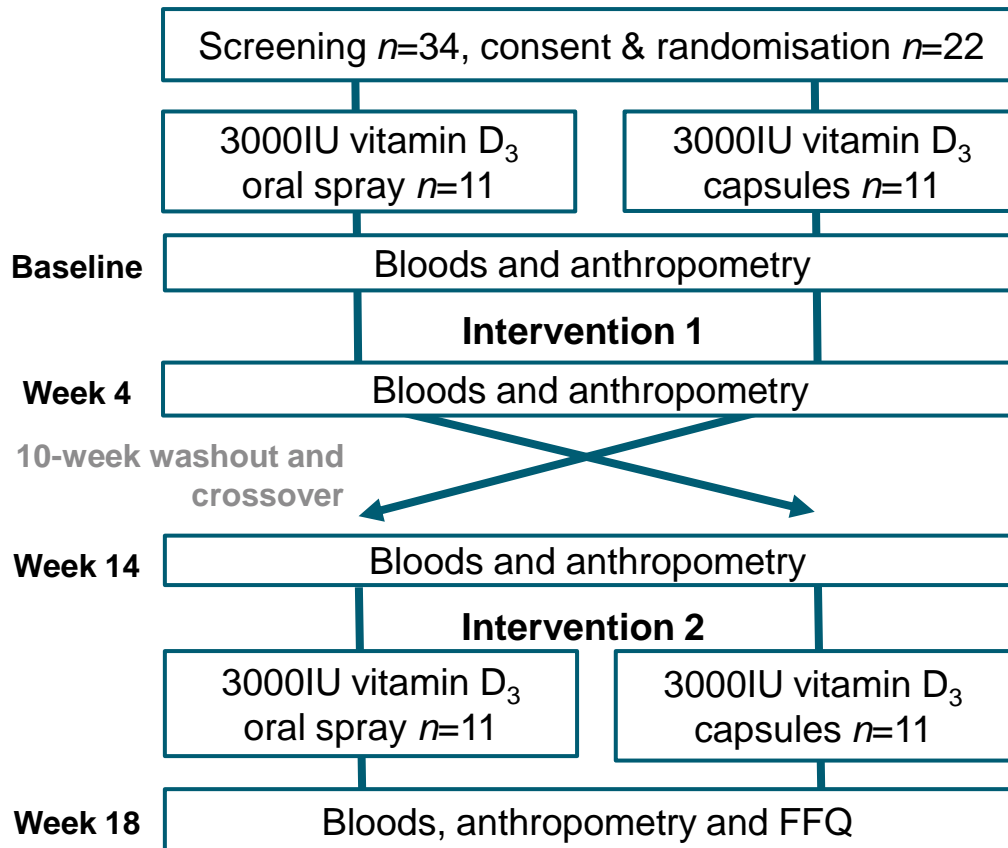 Screening n=34, consent & randomisation n=22
3000IU vitamin D₃
oral spray n=11
3000IU vitamin D₃
capsules n=11
Baseline
Bloods and anthropometry
Intervention 1
Week 4
Bloods and anthropometry
10-week washout and
crossover
Week 14
Bloods and anthropometry
Intervention 2
3000IU vitamin D₃
oral spray n=11
3000IU vitamin D₃
capsules n=11
Week 18
Bloods, anthropometry and FFQ